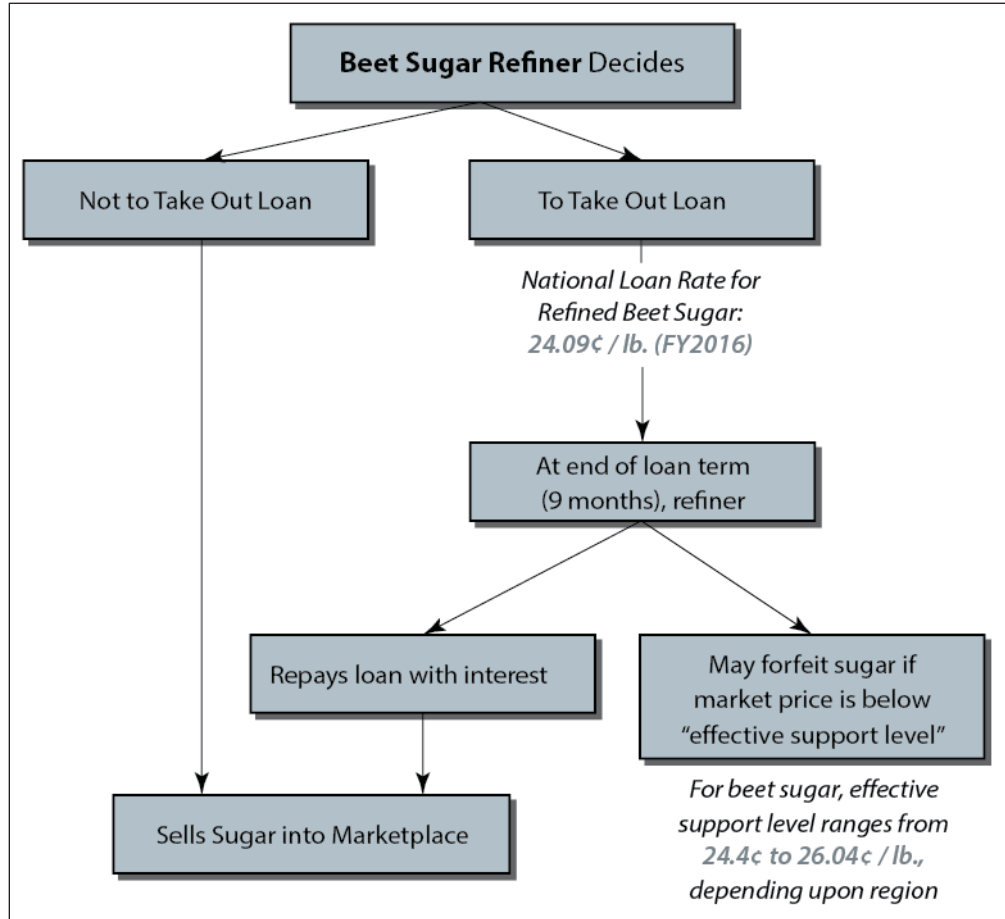 Beet Sugar Refiner Decides
Not to Take Out Loan
To Take Out Loan
National Loan Rate for
Refined Beet Sugar:
24.09¢ / lb. (FY2016)
At end of loan term
(9 months), refiner
Repays loan with interest
May forfeit sugar if
market price is below
“effective support level”
Sells Sugar into Marketplace
For beet sugar, effective
support level ranges from
24.4¢ to 26.04¢ / lb.,
depending upon region